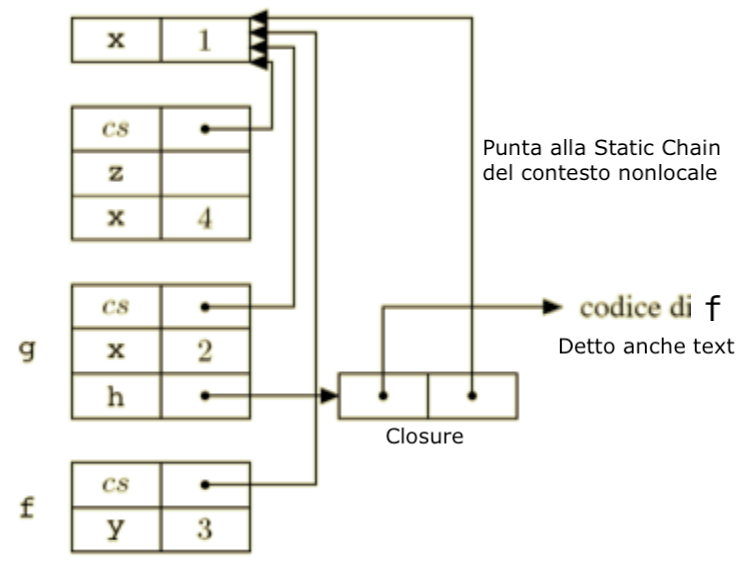 x 1
cs
z
x 4
Punta alla Static Chain
del contesto nonlocale
g
cs
x 2
h
codice di f
Detto anche text
Closure
f
cs
y 3